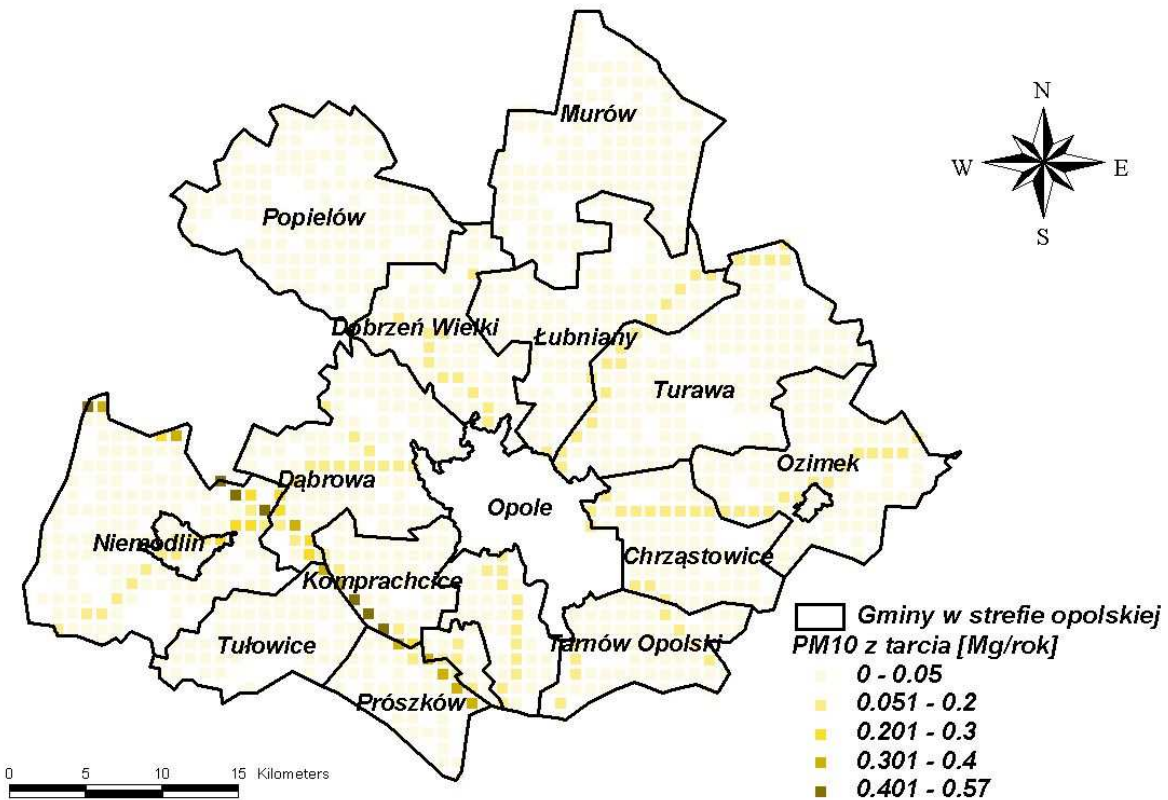 N
W E
S
Murów
Popielów
Dobrzeń Wielki
Łubniany
Turawa
Ozimek
Dąbrowa
Opole
Niemodlin
Chrząstowice
Komprachcice
Tułowice
Tarnów Opolski
Prószków
Gminy w strefie opolskiej
PM10 z tarcia [Mg/rok]
0 - 0.05
0.051 - 0.2
0.201 - 0.3
0.301 - 0.4
0.401 - 0.57
0 5 10 15 Kilometers